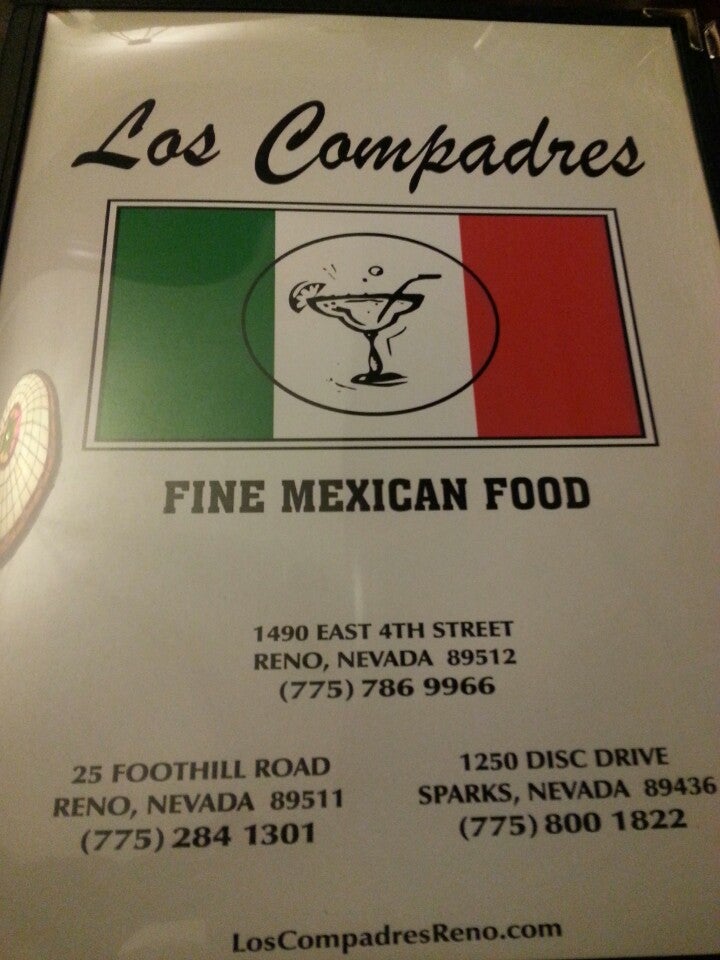 Los Compadres
FINE MEXICAN FOOD
1490 EAST 4TH STREET
RENO, NEVADA 89512
(775) 786 9966
25 FOOTHILL ROAD
RENO, NEVADA 89511
(775) 284 1301
1250 DISC DRIVE
SPARKS, NEVADA 89436
(775) 800 1822
LosCompadresReno.com